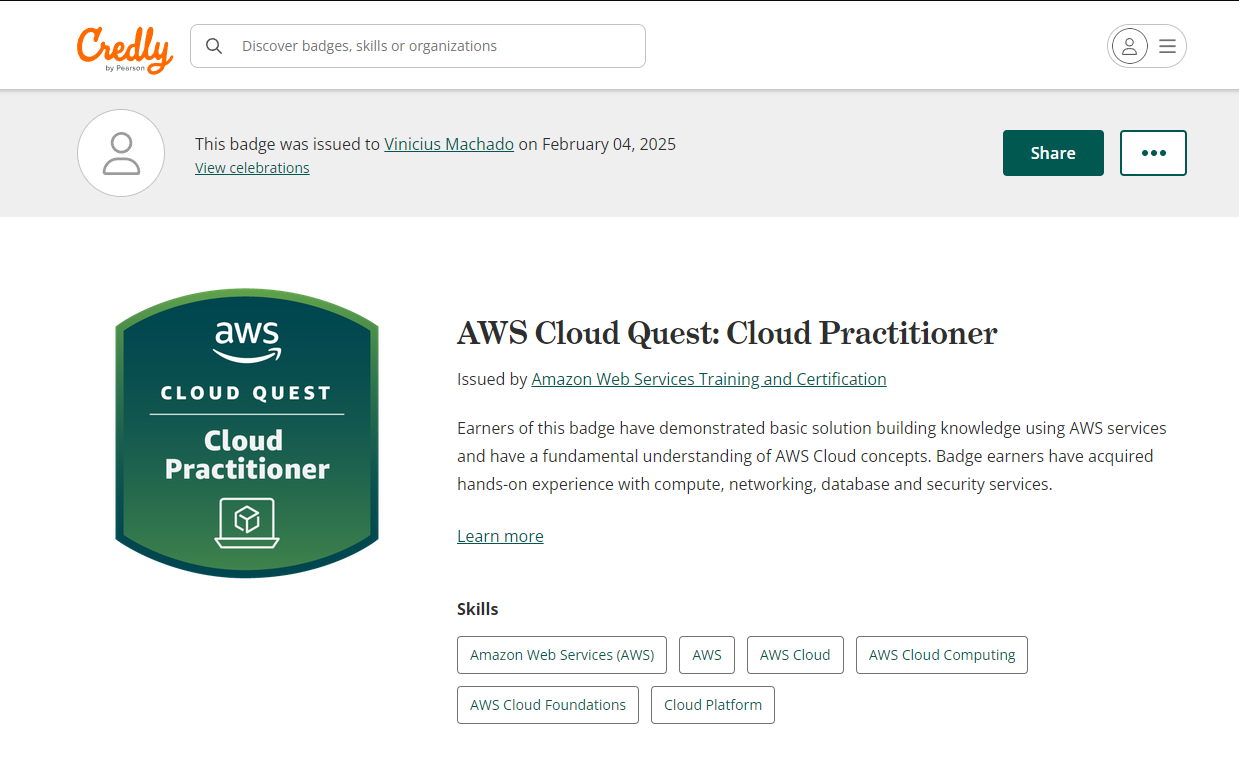 Credly
by Pearson
Discover badges, skills or organizations
This badge was issued to Vinicius Machado on February 04, 2025
View celebrations
Share
aws
CLOUD QUEST
Cloud
Practitioner
AWS Cloud Quest: Cloud Practitioner
Issued by Amazon Web Services Training and Certification
Earners of this badge have demonstrated basic solution building knowledge using AWS services
and have a fundamental understanding of AWS Cloud concepts. Badge earners have acquired
hands-on experience with compute, networking, database and security services.
Learn more
Skills
Amazon Web Services (AWS) AWS AWS Cloud AWS Cloud Computing
AWS Cloud Foundations Cloud Platform